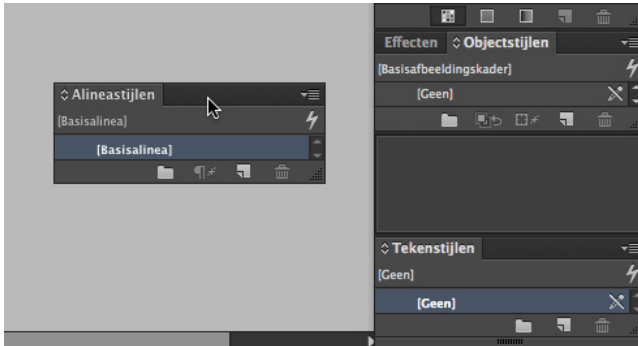 Alineastijlen
[Basisalinea]
[Basisalinea]
Effecten Objectstijlen
[Basisafbeeldingskader]
[Geen]
Tekenstijlen
[Geen]
[Geen]